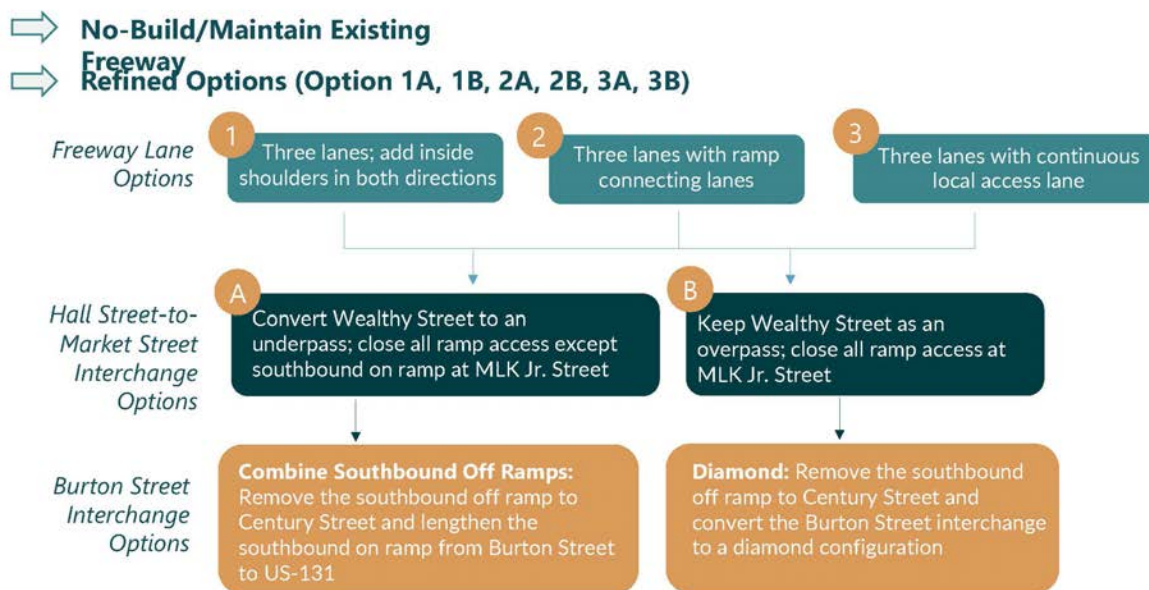 No-Build/Maintain Existing
Freeway
Refined Options (Option 1A, 1B, 2A, 2B, 3A, 3B)
Freeway Lane
Options
1
Three lanes; add inside
shoulders in both directions
2
Three lanes with ramp
connecting lanes
3
Three lanes with continuous
local access lane
Hall Street-to-
Market Street
Interchange
Options
A
Convert Wealthy Street to an
underpass; close all ramp access except
southbound on ramp at MLK Jr. Street
B
Keep Wealthy Street as an
overpass; close all ramp access at
MLK Jr. Street
Burton Street
Interchange
Options
Combine Southbound Off Ramps:
Remove the southbound off ramp to
Century Street and lengthen the
southbound on ramp from Burton Street
to US-131
Diamond: Remove the southbound
off ramp to Century Street and
convert the Burton Street interchange
to a diamond configuration